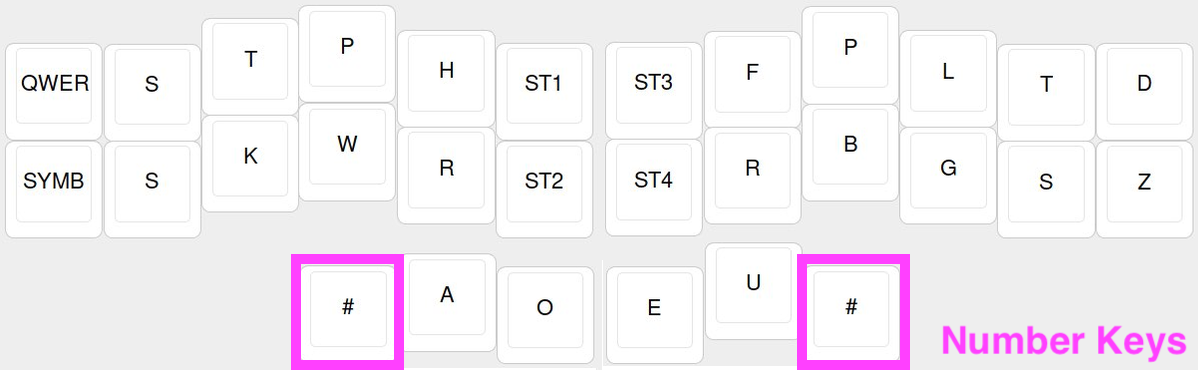 QWER S T P H ST1 ST3 F P L T D
SYMB S K W R ST2 ST4 R B G S Z
# A O E U #
Number Keys